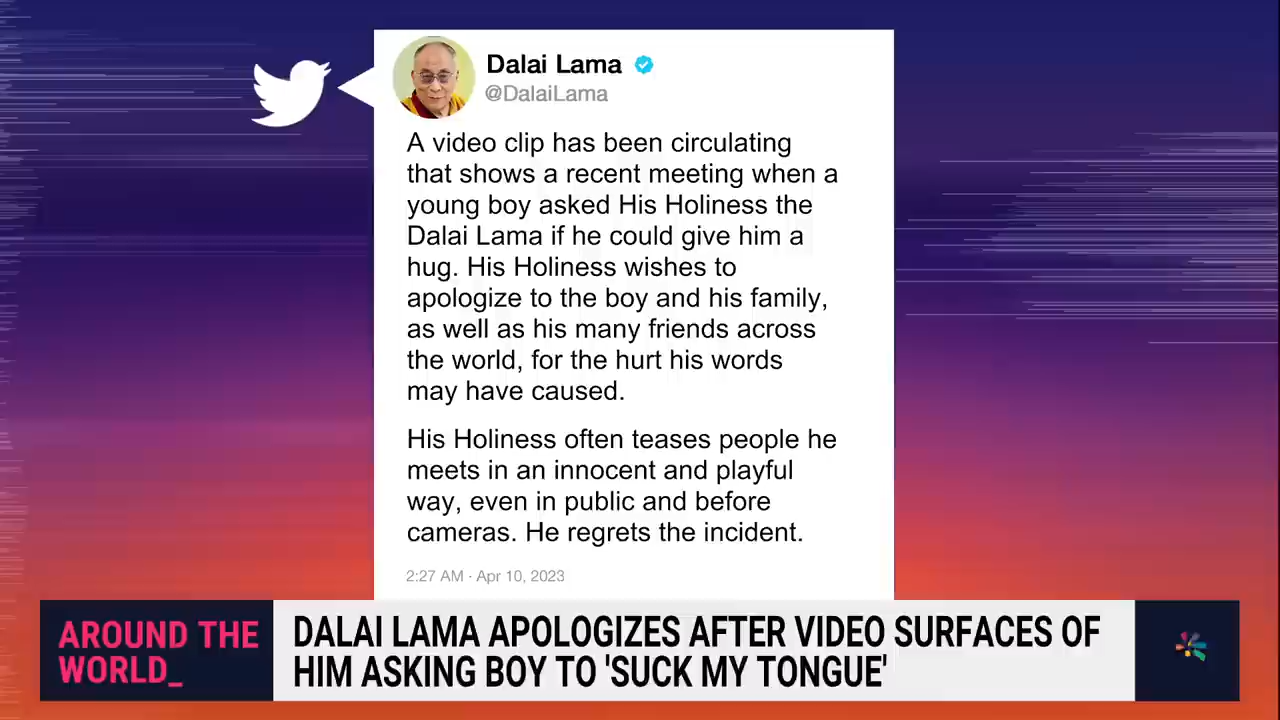 Dalai Lama
@DalaiLama
A video clip has been circulating
that shows a recent meeting when a
young boy asked His Holiness the
Dalai Lama if he could give him a
hug. His Holiness wishes to
apologize to the boy and his family,
as well as his many friends across
the world, for the hurt his words
may have caused.
His Holiness often teases people he
meets in an innocent and playful
way, even in public and before
cameras. He regrets the incident.
2:27 AM · Apr 10, 2023
AROUND THE
WORLD_
DALAI LAMA APOLOGIZES AFTER VIDEO SURFACES OF
HIM ASKING BOY TO 'SUCK MY TONGUE'